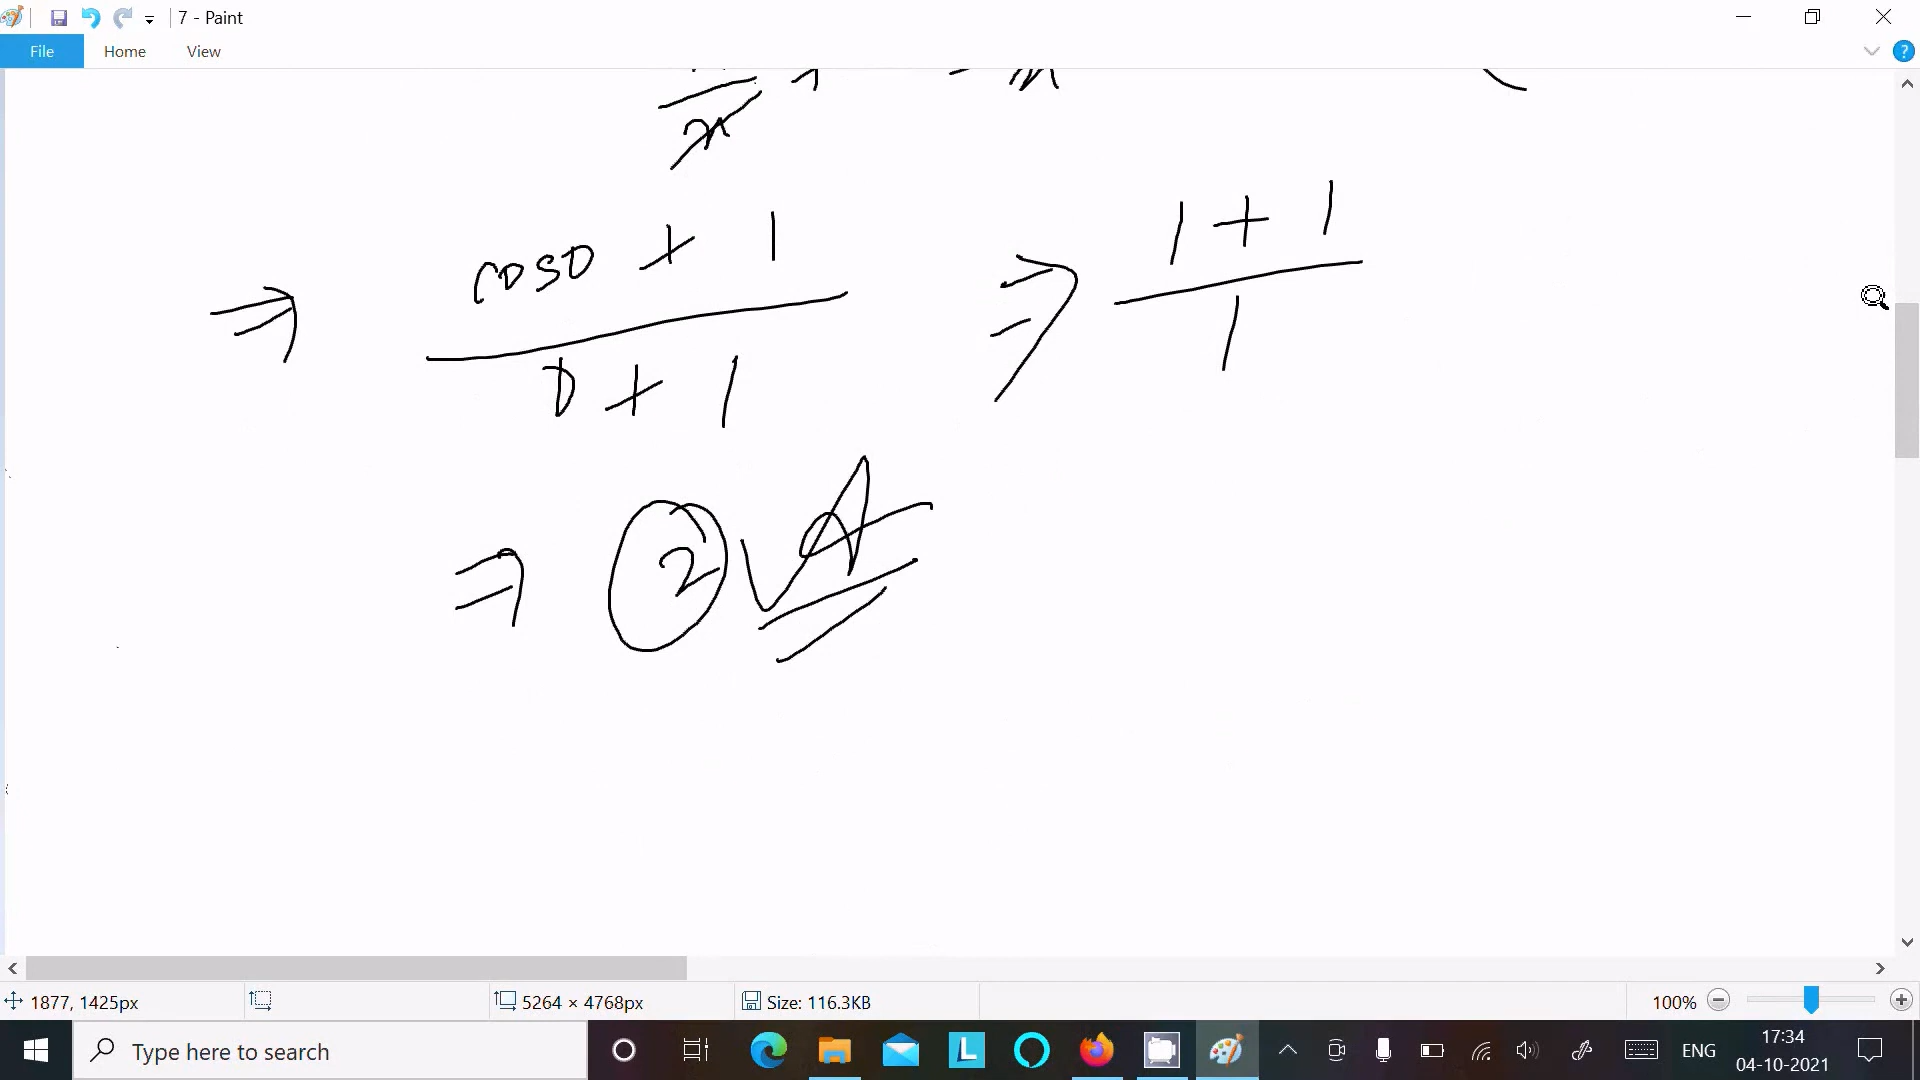 7 - Paint
File Home View
x
⇒ cos0 + 1 / 0 + 1 ⇒ 1 + 1 / 1
⇒ 2
1877, 1425px 5264 × 4768px Size: 116.3KB 100%
Type here to search L ENG 17:34
04-10-2021